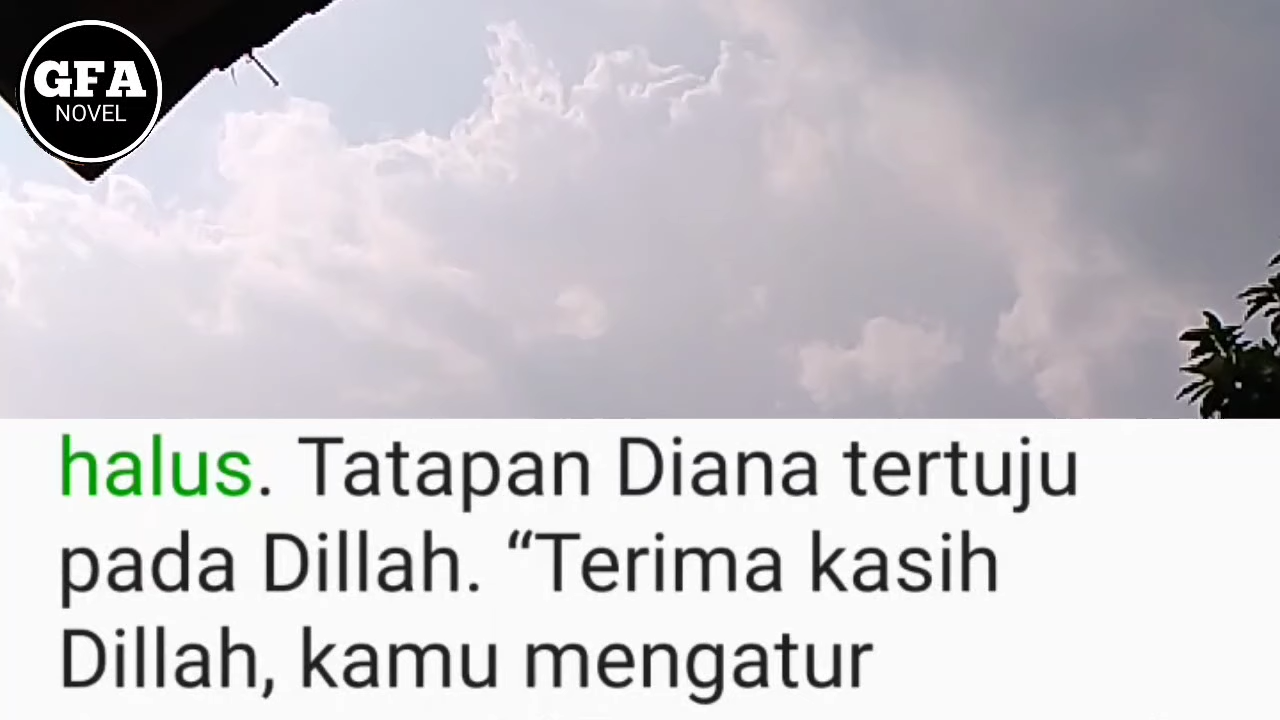 GFA
NOVEL
halus. Tatapan Diana tertuju
pada Dillah. “Terima kasih
Dillah, kamu mengatur